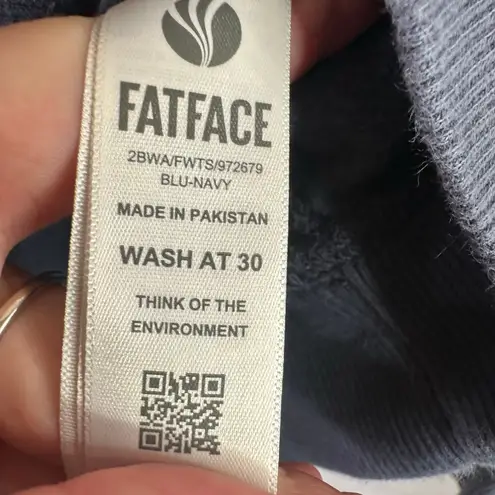 FATFACE
2BWA/FWTS/972679
BLU-NAVY
MADE IN PAKISTAN
WASH AT 30
THINK OF THE
ENVIRONMENT